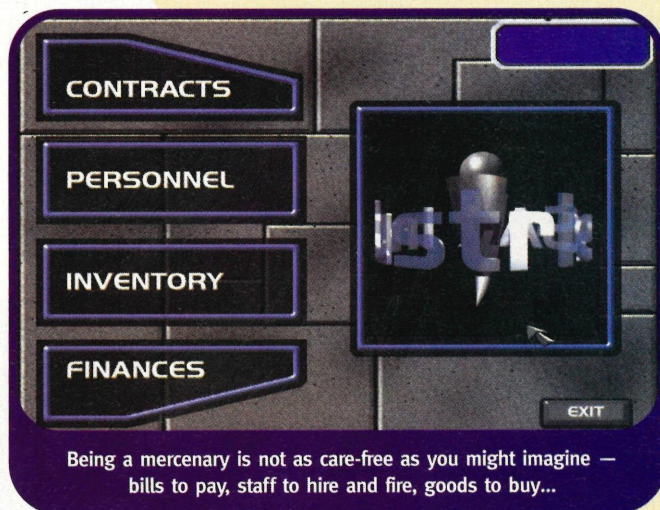 CONTRACTS
PERSONNEL
INVENTORY
FINANCES
EXIT
Being a mercenary is not as care-free as you might imagine —
bills to pay, staff to hire and fire, goods to buy...